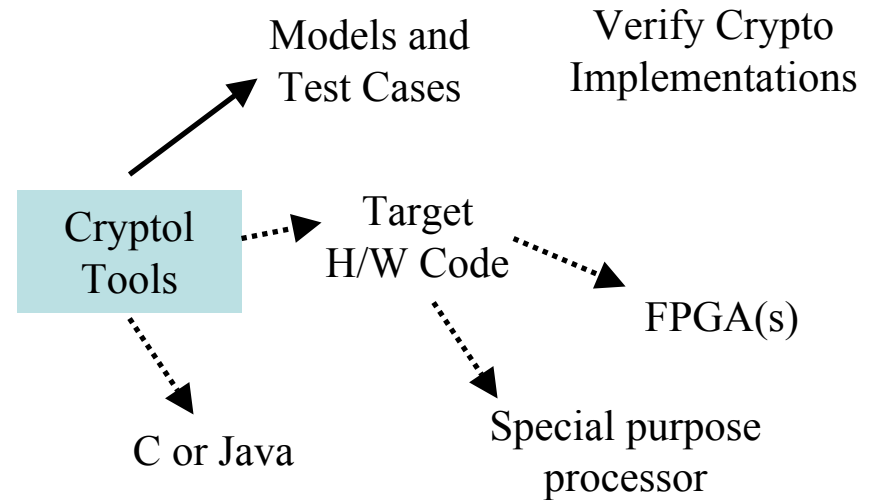 Models and
Test Cases
Verify Crypto
Implementations
Cryptol
Tools
Target
H/W Code
FPGA(s)
C or Java
Special purpose
processor